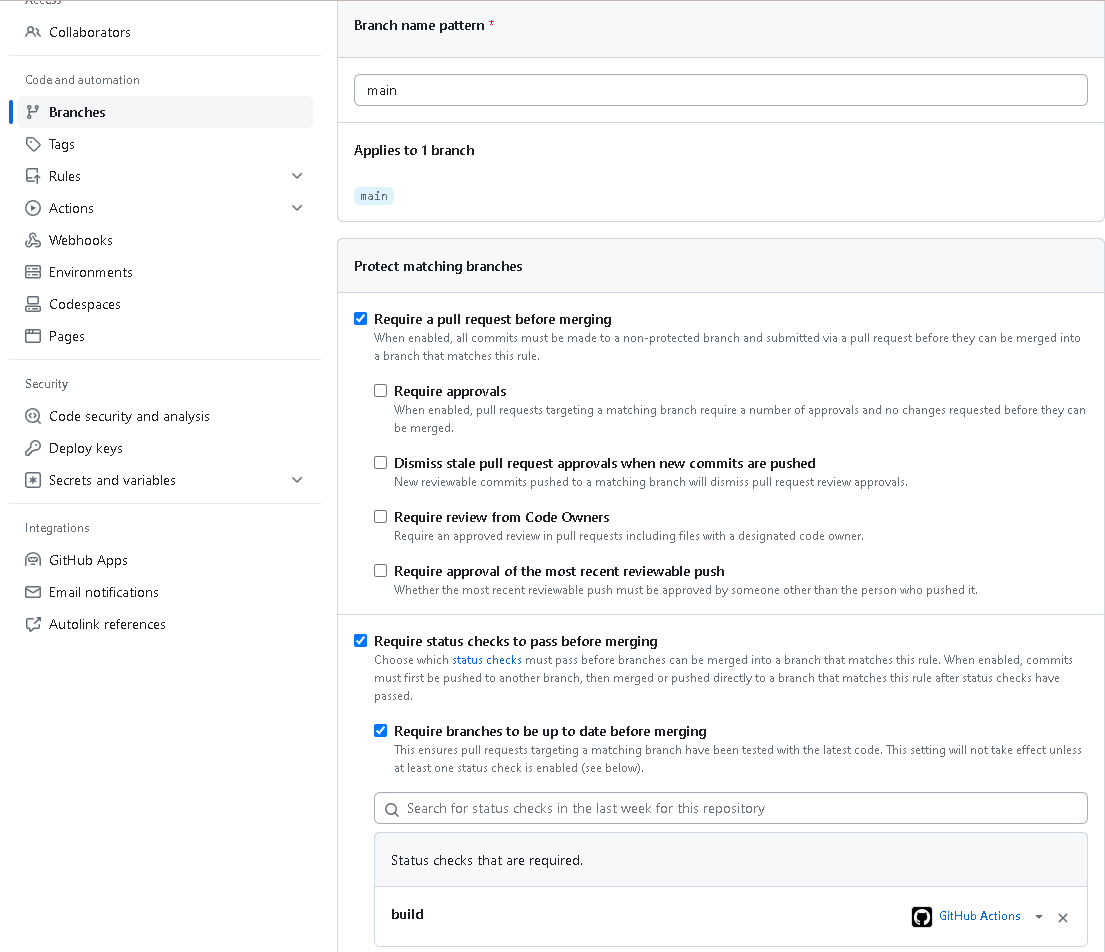 Access
Collaborators
Code and automation
Branches
Tags
Rules
Actions
Webhooks
Environments
Codespaces
Pages
Security
Code security and analysis
Deploy keys
Secrets and variables
Integrations
GitHub Apps
Email notifications
Autolink references
Branch name pattern *
main
Applies to 1 branch
main
Protect matching branches
Require a pull request before merging
When enabled, all commits must be made to a non-protected branch and submitted via a pull request before they can be merged into
a branch that matches this rule.
Require approvals
When enabled, pull requests targeting a matching branch require a number of approvals and no changes requested before they can
be merged.
Dismiss stale pull request approvals when new commits are pushed
New reviewable commits pushed to a matching branch will dismiss pull request review approvals.
Require review from Code Owners
Require an approved review in pull requests including files with a designated code owner.
Require approval of the most recent reviewable push
Whether the most recent reviewable push must be approved by someone other than the person who pushed it.
Require status checks to pass before merging
Choose which status checks must pass before branches can be merged into a branch that matches this rule. When enabled, commits
must first be pushed to another branch, then merged or pushed directly to a branch that matches this rule after status checks have
passed.
Require branches to be up to date before merging
This ensures pull requests targeting a matching branch have been tested with the latest code. This setting will not take effect unless
at least one status check is enabled (see below).
Search for status checks in the last week for this repository
Status checks that are required.
build
GitHub Actions